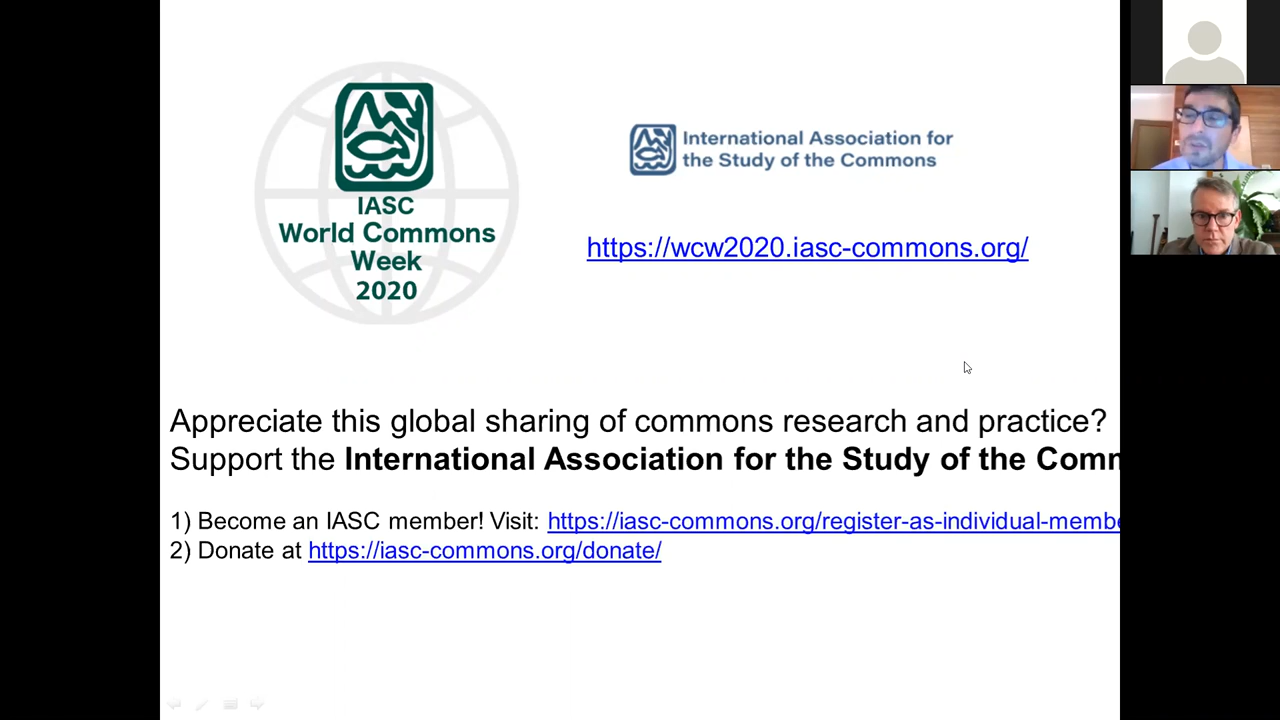 IASC
World Commons
Week
2020
International Association for
the Study of the Commons
https://wcw2020.iasc-commons.org/
Appreciate this global sharing of commons research and practice?
Support the International Association for the Study of the Comm
1) Become an IASC member! Visit: https://iasc-commons.org/register-as-individual-membe
2) Donate at https://iasc-commons.org/donate/